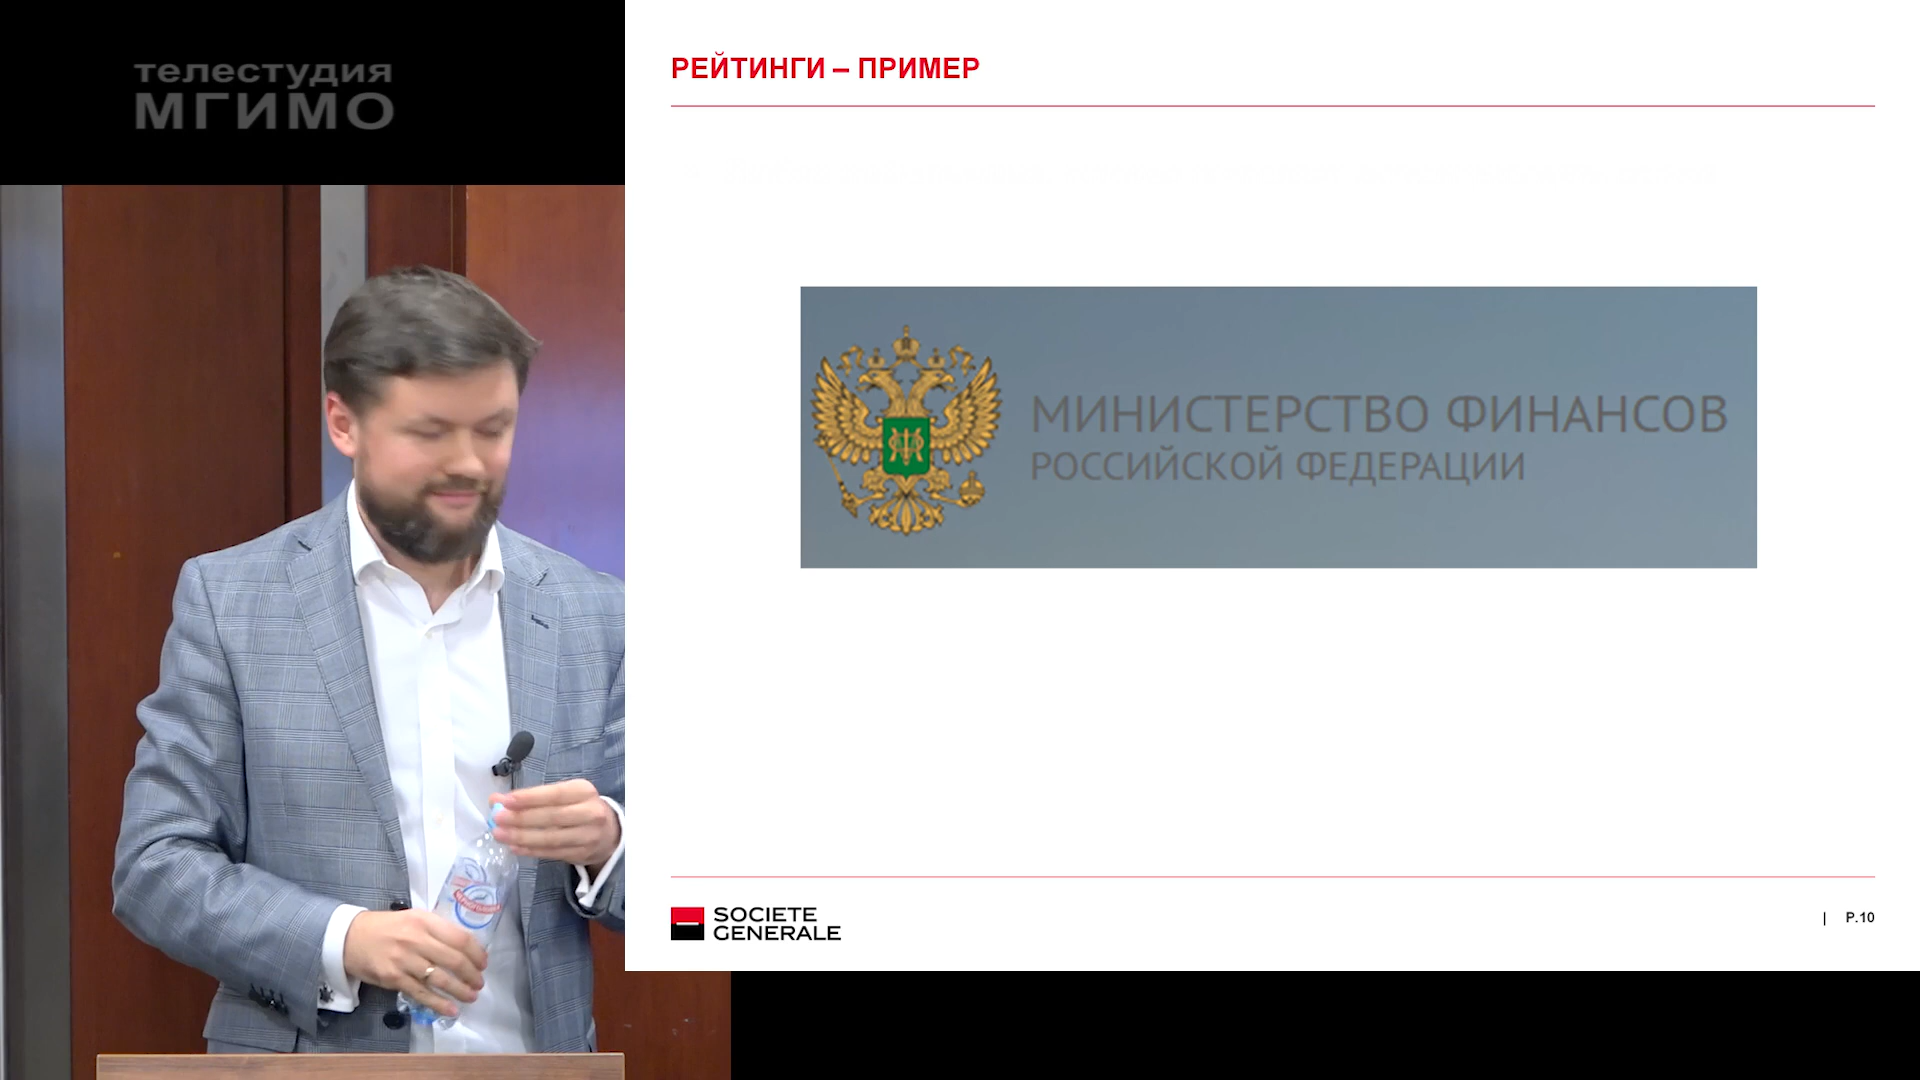 телестудия
МГИМО
РЕЙТИНГИ – ПРИМЕР
МИНИСТЕРСТВО ФИНАНСОВ
РОССИЙСКОЙ ФЕДЕРАЦИИ
SOCIETE
GENERALE
| P.10